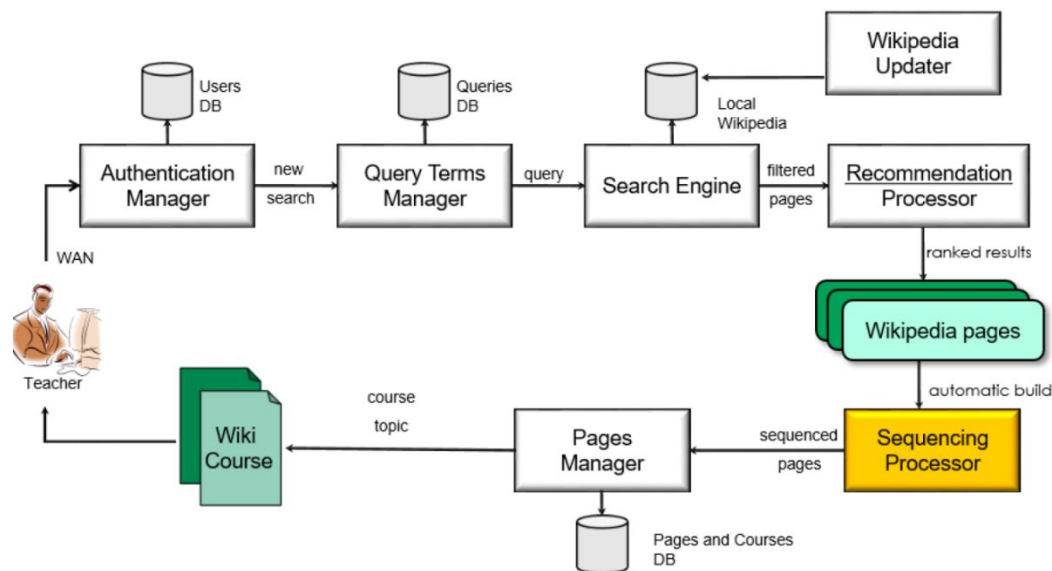 Wikipedia
Updater
Users
DB
Queries
DB
Local
Wikipedia
Authentication
Manager
new
search
Query Terms
Manager
query
Search Engine
filtered
pages
Recommendation
Processor
WAN
ranked results
Wikipedia pages
Teacher
automatic build
Wiki
Course
course
topic
Pages
Manager
sequenced
pages
Sequencing
Processor
Pages and Courses
DB